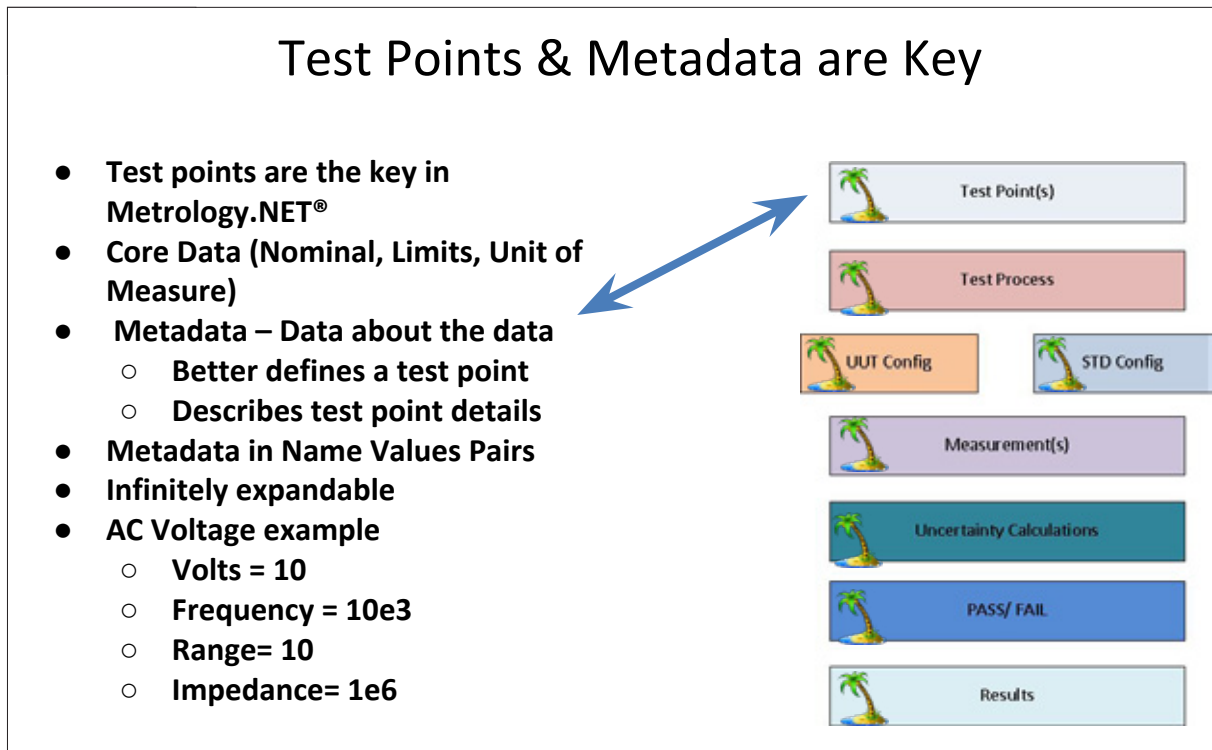 Test Points & Metadata are Key
● Test points are the key in
Metrology.NET®
● Core Data (Nominal, Limits, Unit of
Measure)
● Metadata – Data about the data
○ Better defines a test point
○ Describes test point details
● Metadata in Name Values Pairs
● Infinitely expandable
● AC Voltage example
○ Volts = 10
○ Frequency = 10e3
○ Range= 10
○ Impedance= 1e6
Test Point(s)
Test Process
UUT Config
STD Config
Measurement(s)
Uncertainty Calculations
PASS/ FAIL
Results